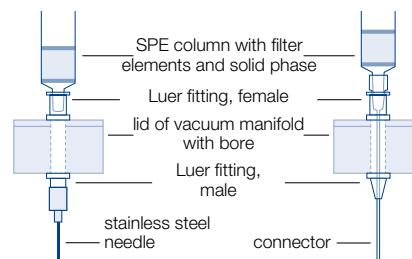 SPE column with filter
elements and solid phase
Luer fitting, female
lid of vacuum manifold
with bore
Luer fitting,
male
stainless steel
needle
connector